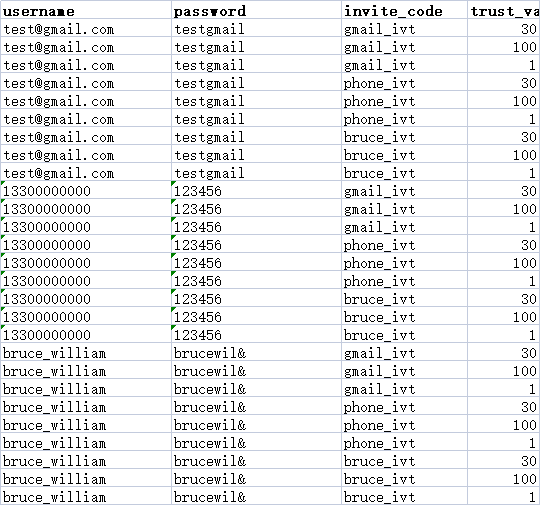 username password invite_code trust_va
test@gmail.com testgmail gmail_ivt 30
test@gmail.com testgmail gmail_ivt 100
test@gmail.com testgmail gmail_ivt 1
test@gmail.com testgmail phone_ivt 30
test@gmail.com testgmail phone_ivt 100
test@gmail.com testgmail phone_ivt 1
test@gmail.com testgmail bruce_ivt 30
test@gmail.com testgmail bruce_ivt 100
test@gmail.com testgmail bruce_ivt 1
13300000000 123456 gmail_ivt 30
13300000000 123456 gmail_ivt 100
13300000000 123456 gmail_ivt 1
13300000000 123456 phone_ivt 30
13300000000 123456 phone_ivt 100
13300000000 123456 phone_ivt 1
13300000000 123456 bruce_ivt 30
13300000000 123456 bruce_ivt 100
13300000000 123456 bruce_ivt 1
bruce_william brucewil& gmail_ivt 30
bruce_william brucewil& gmail_ivt 100
bruce_william brucewil& gmail_ivt 1
bruce_william brucewil& phone_ivt 30
bruce_william brucewil& phone_ivt 100
bruce_william brucewil& phone_ivt 1
bruce_william brucewil& bruce_ivt 30
bruce_william brucewil& bruce_ivt 100
bruce_william brucewil& bruce_ivt 1